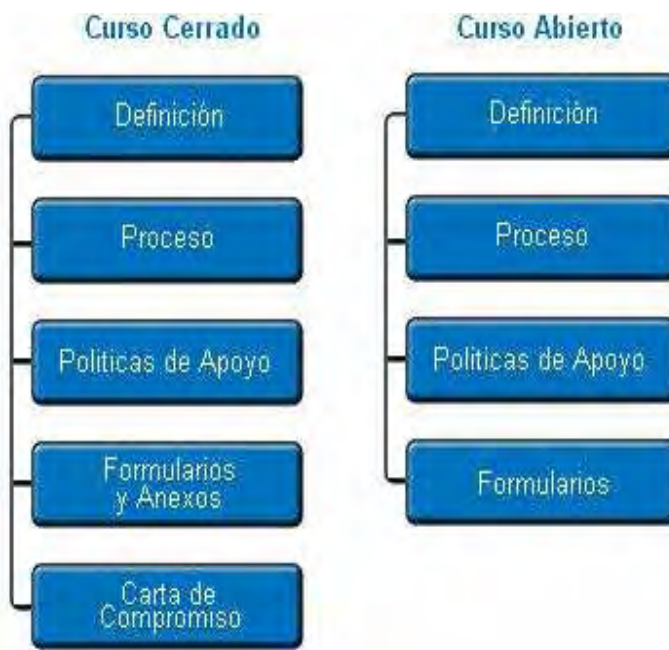 Curso Cerrado
Definición
Proceso
Politicas de Apoyo
Formularios
y Anexos
Carta de
Compromiso
Curso Abierto
Definición
Proceso
Politicas de Apoyo
Formularios